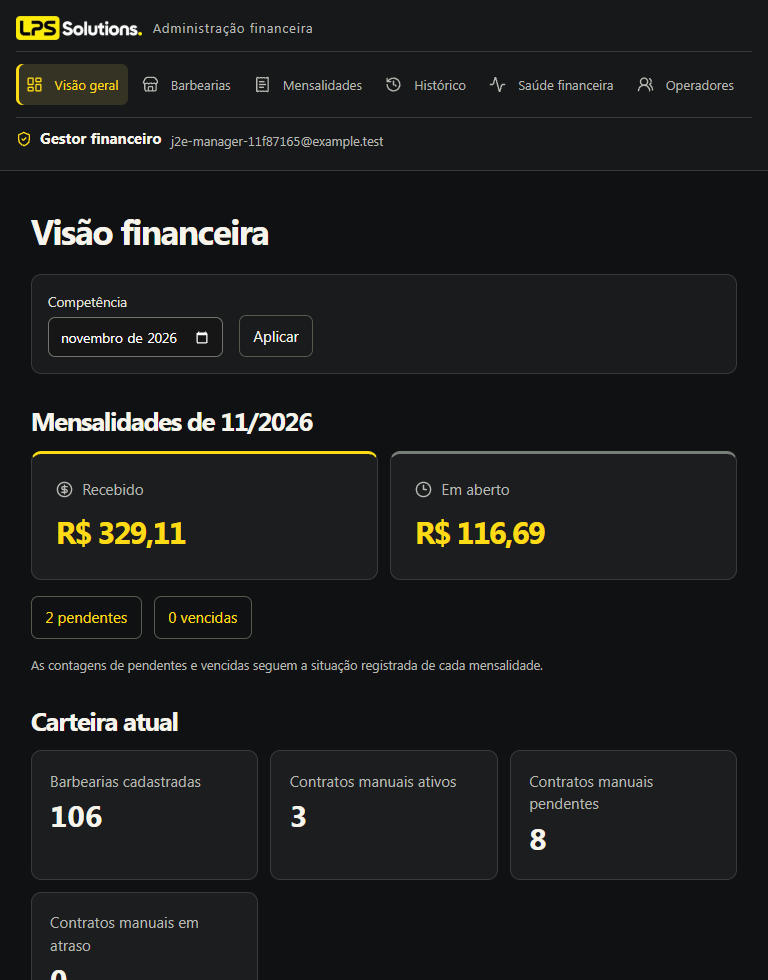 LPS Solutions. Administração financeira
Visão geral Barbearias Mensalidades Histórico Saúde financeira Operadores
Gestor financeiro j2e-manager-11f87165@example.test
Visão financeira
Competência
novembro de 2026 Aplicar
Mensalidades de 11/2026
Recebido
R$ 329,11
Em aberto
R$ 116,69
2 pendentes 0 vencidas
As contagens de pendentes e vencidas seguem a situação registrada de cada mensalidade.
Carteira atual
Barbearias cadastradas
106
Contratos manuais ativos
3
Contratos manuais
pendentes
8
Contratos manuais em
atraso
0